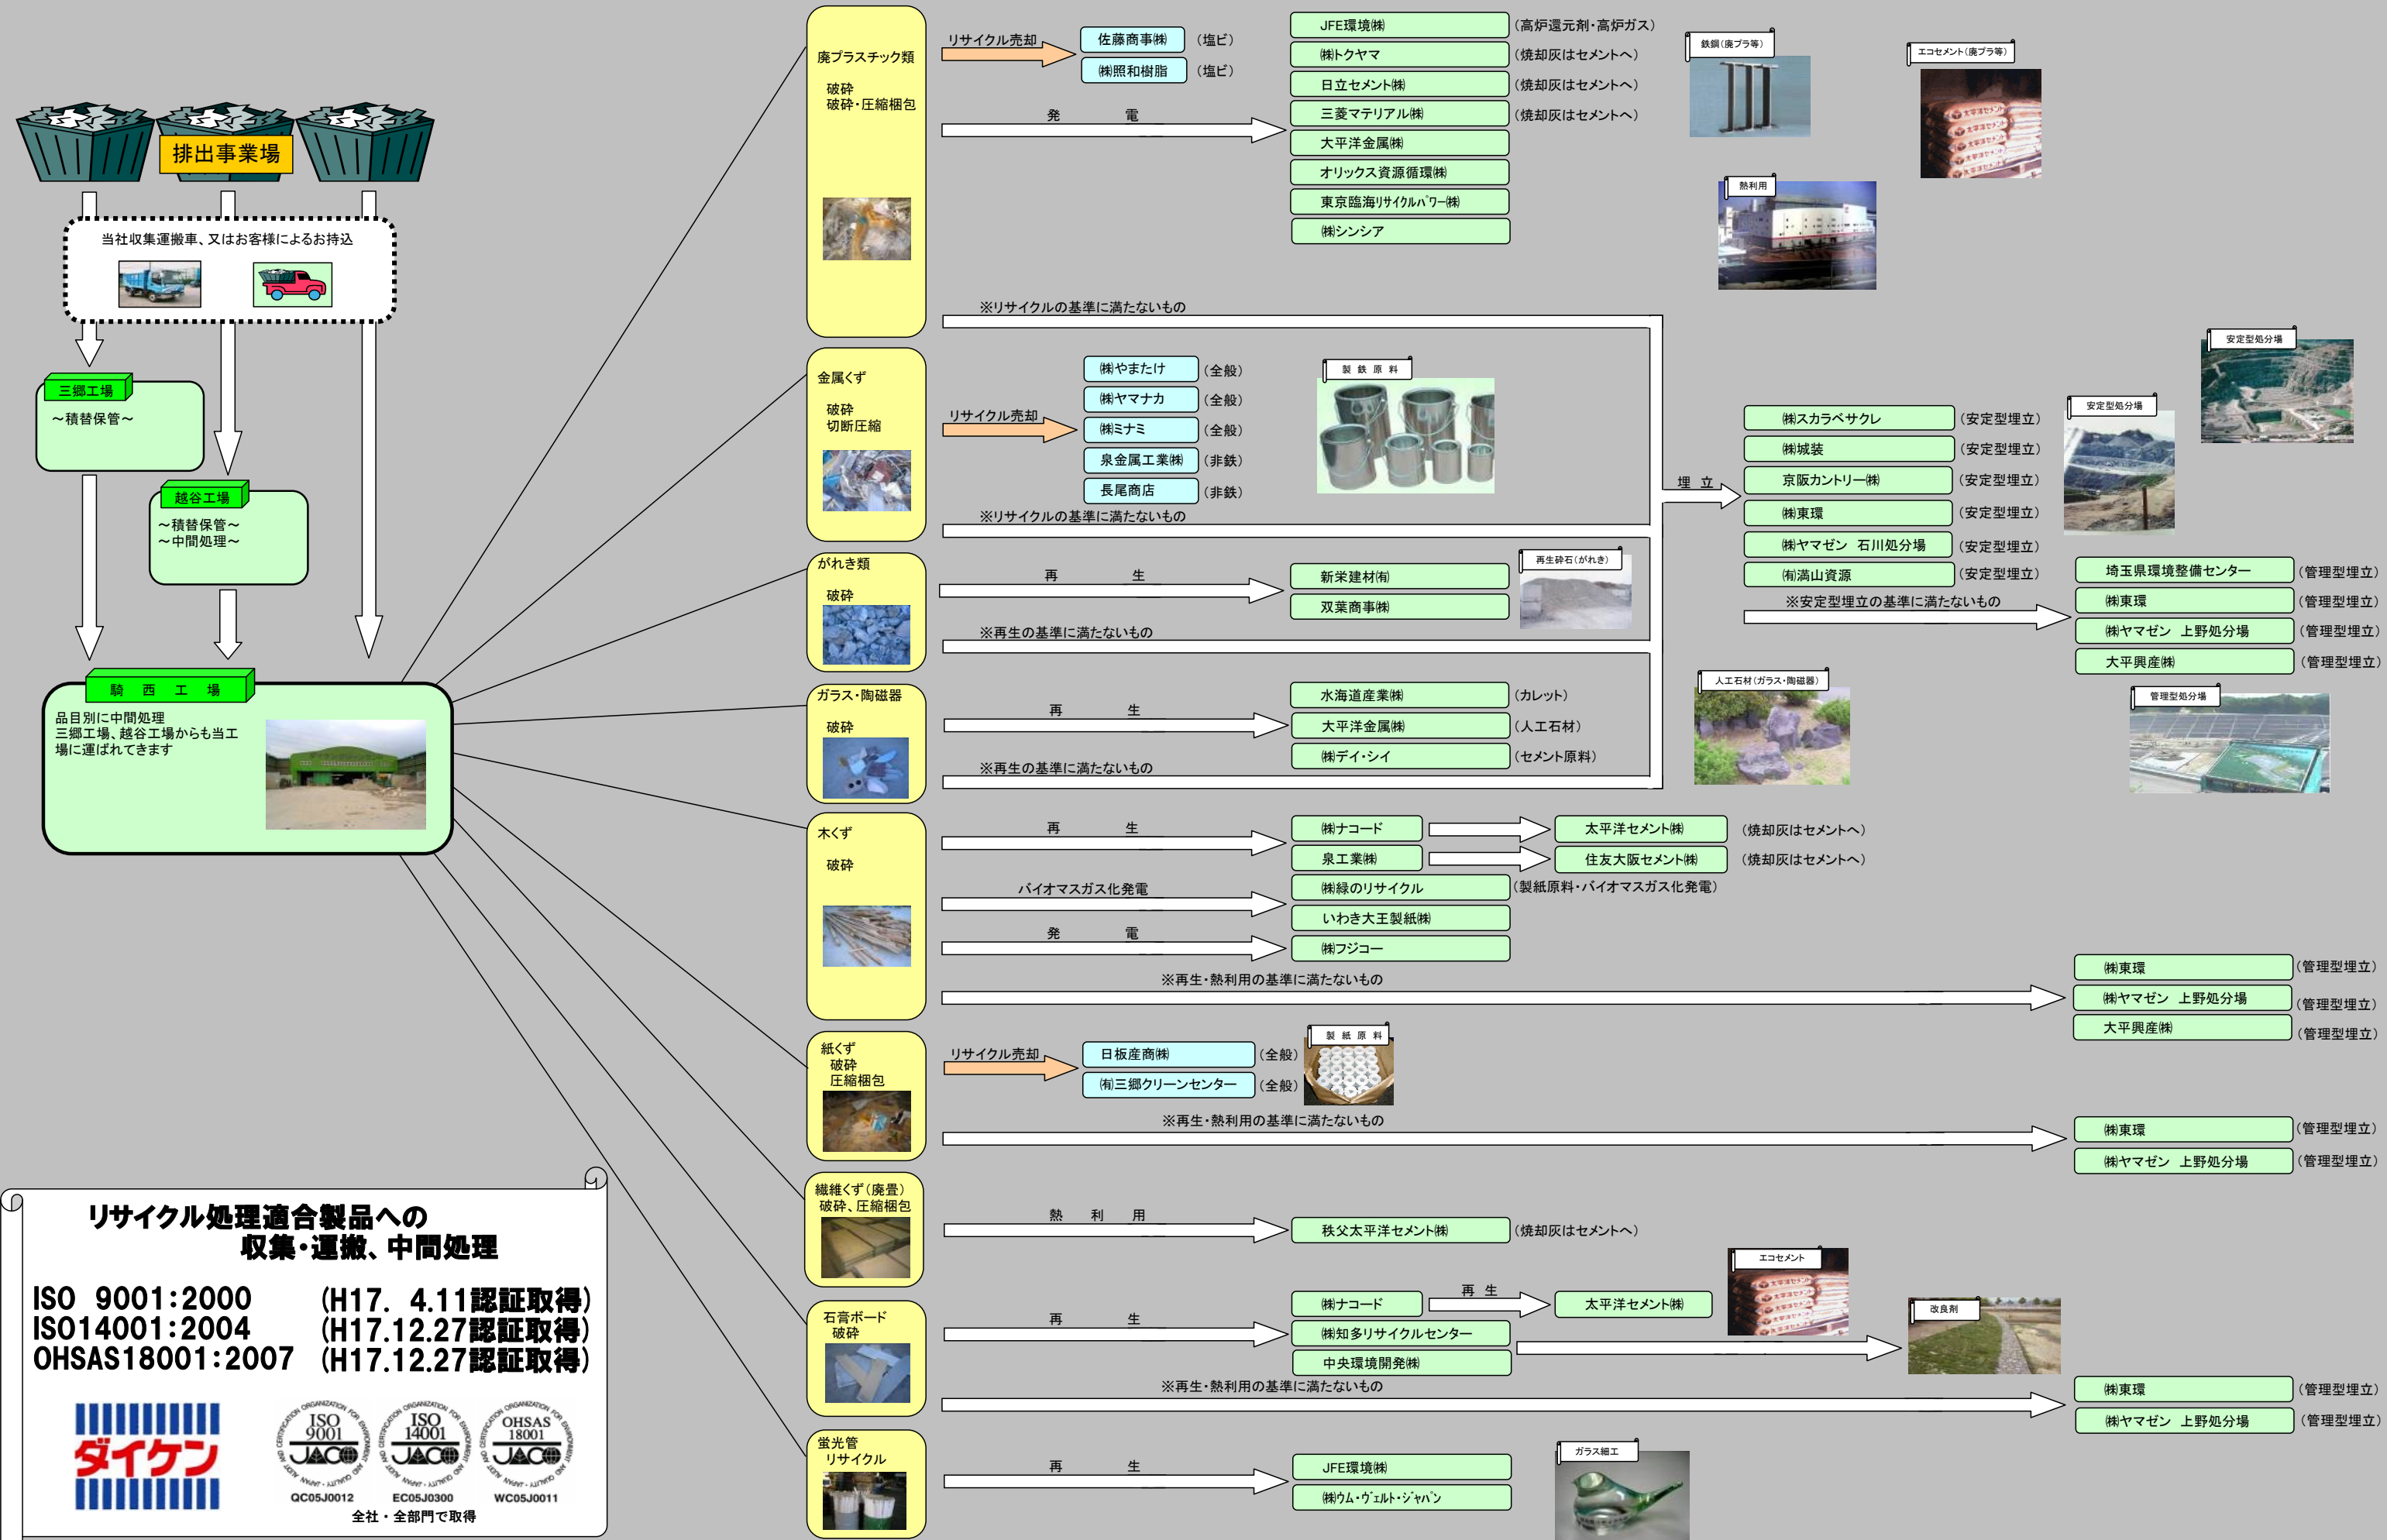 排出事業場
当社収集運搬車、又はお客様によるお持込
三郷工場
～積替保管～
越谷工場
～積替保管～
～中間処理～
騎 西 工 場
品目別に中間処理
三郷工場、越谷工場からも当工
場に運ばれてきます
廃プラスチック類
破砕
破砕・圧縮梱包
リサイクル売却
佐藤商事㈱ (塩ビ)
㈱照和樹脂 (塩ビ)
発 電
JFE環境㈱ (高炉還元剤・高炉ガス)
㈱トクヤマ (焼却灰はセメントへ)
日立セメント㈱ (焼却灰はセメントへ)
三菱マテリアル㈱ (焼却灰はセメントへ)
大平洋金属㈱
オリックス資源循環㈱
東京臨海ﾘｻｲｸﾙﾊﾟﾜｰ㈱
㈱シンシア
鉄鋼(廃プラ等)
エコセメント(廃プラ等)
熱利用
※リサイクルの基準に満たないもの
金属くず
破砕
切断圧縮
リサイクル売却
㈱やまたけ (全般)
㈱ヤマナカ (全般)
㈱ミナミ (全般)
泉金属工業㈱ (非鉄)
長尾商店 (非鉄)
製 鉄 原 料
※リサイクルの基準に満たないもの
がれき類
破砕
再 生
新栄建材㈲
双葉商事㈱
再生砕石(がれき)
※再生の基準に満たないもの
ガラス・陶磁器
破砕
再 生
水海道産業㈱ (カレット)
大平洋金属㈱ (人工石材)
㈱デイ・シイ (セメント原料)
人工石材(ガラス・陶磁器)
※再生の基準に満たないもの
埋 立
㈱スカラベサクレ (安定型埋立)
㈱城装 (安定型埋立)
京阪カントリー㈱ (安定型埋立)
㈱東環 (安定型埋立)
㈱ヤマゼン 石川処分場 (安定型埋立)
㈲満山資源 (安定型埋立)
安定型処分場
安定型処分場
※安定型埋立の基準に満たないもの
埼玉県環境整備センター (管理型埋立)
㈱東環 (管理型埋立)
㈱ヤマゼン 上野処分場 (管理型埋立)
大平興産㈱ (管理型埋立)
管理型処分場
木くず
破砕
再 生
㈱ナコード
太平洋セメント㈱ (焼却灰はセメントへ)
泉工業㈱
住友大阪セメント㈱ (焼却灰はセメントへ)
バイオマスガス化発電
㈱緑のリサイクル (製紙原料・バイオマスガス化発電)
いわき大王製紙㈱
発 電
㈱フジコー
※再生・熱利用の基準に満たないもの
㈱東環 (管理型埋立)
㈱ヤマゼン 上野処分場 (管理型埋立)
大平興産㈱ (管理型埋立)
紙くず
破砕
圧縮梱包
リサイクル売却
日板産商㈱ (全般)
㈲三郷クリーンセンター (全般)
製 紙 原 料
※再生・熱利用の基準に満たないもの
㈱東環 (管理型埋立)
㈱ヤマゼン 上野処分場 (管理型埋立)
繊維くず(廃畳)
破砕、圧縮梱包
熱 利 用
秩父太平洋セメント㈱ (焼却灰はセメントへ)
石膏ボード
破砕
再 生
㈱ナコード
再 生
太平洋セメント㈱
㈱知多リサイクルセンター
中央環境開発㈱
エコセメント
改良剤
※再生・熱利用の基準に満たないもの
㈱東環 (管理型埋立)
㈱ヤマゼン 上野処分場 (管理型埋立)
蛍光管
リサイクル
再 生
JFE環境㈱
㈱ｳﾑ･ｳﾞｪﾙﾄ･ｼﾞｬﾊﾟﾝ
ガラス細工
リサイクル処理適合製品への
収集・運搬、中間処理
ISO 9001:2000 (H17. 4.11認証取得)
ISO14001:2004 (H17.12.27認証取得)
OHSAS18001:2007 (H17.12.27認証取得)
ダイケン
ISO
9001
JACO
QC05J0012
ISO
14001
JACO
EC05J0300
OHSAS
18001
JACO
WC05J0011
全社・全部門で取得